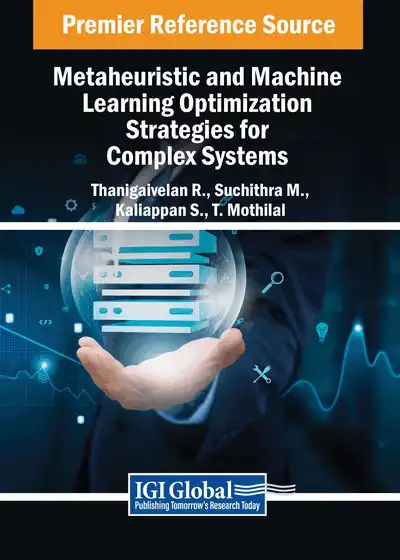 Premier Reference Source
Metaheuristic and Machine
Learning Optimization
Strategies for
Complex Systems
Thanigaivelan R., Suchithra M.,
Kaliappan S., T. Mothilal
IGI Global
Publishing Tomorrow's Research Today